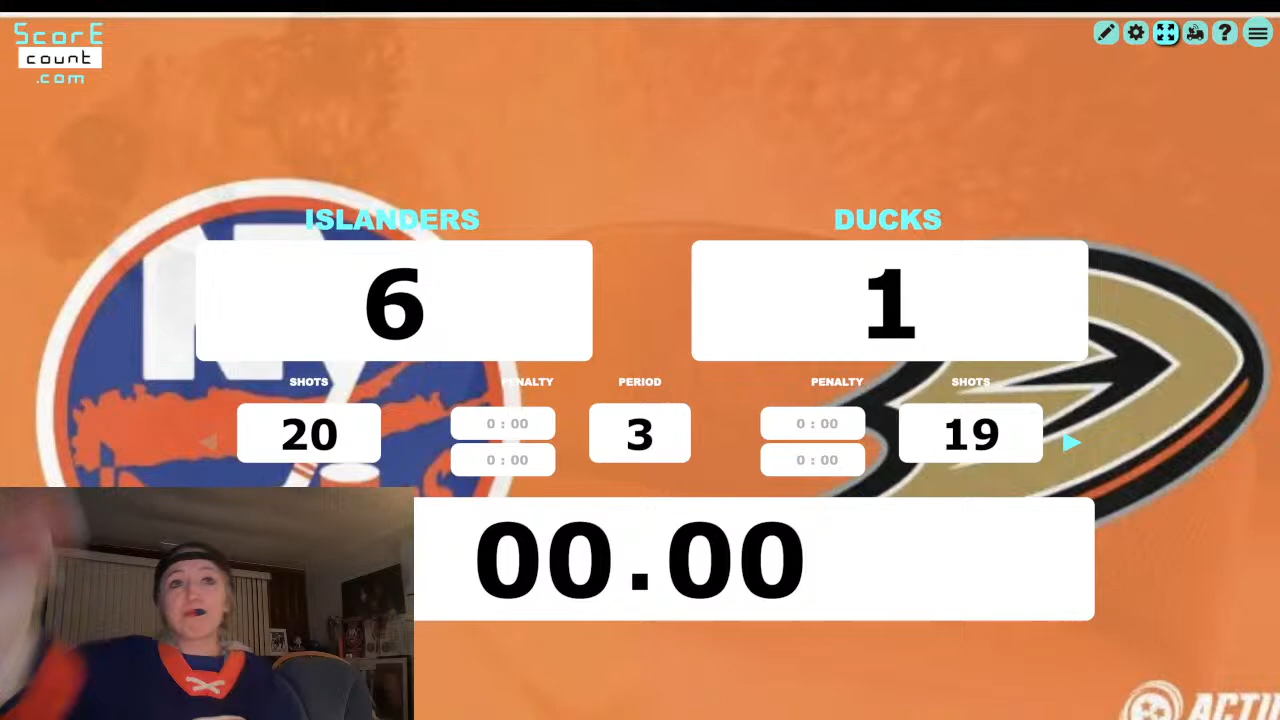 ScorE
count
.com
?
ISLANDERS
DUCKS
6
1
SHOTS
PENALTY
PERIOD
PENALTY
SHOTS
20
0 : 00
0 : 00
3
0 : 00
0 : 00
19
00.00
NY